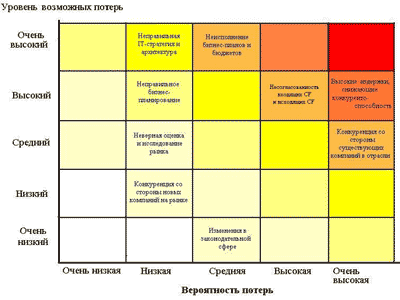 Уровень возможных потерь
Очень
высокий
Неправильная
IT-стратегия и
архитектура
Неисполнение
бизнес-планов и
бюджетов
Высокий
Неправильное
бизнес-
планирование
Несогласованность
входящих CF
и исходящих CF
Высокие издержки,
снижающие
конкуренто-
способность
Средний
Неверная оценка
и исследование
рынка
Конкуренция со
стороны
существующих
компаний в отрасли
Низкий
Конкуренция со
стороны новых
компаний на рынке
Очень
низкий
Изменения в
законодательной
сфере
Очень низкая
Низкая
Средняя
Высокая
Очень
высокая
Вероятность потерь